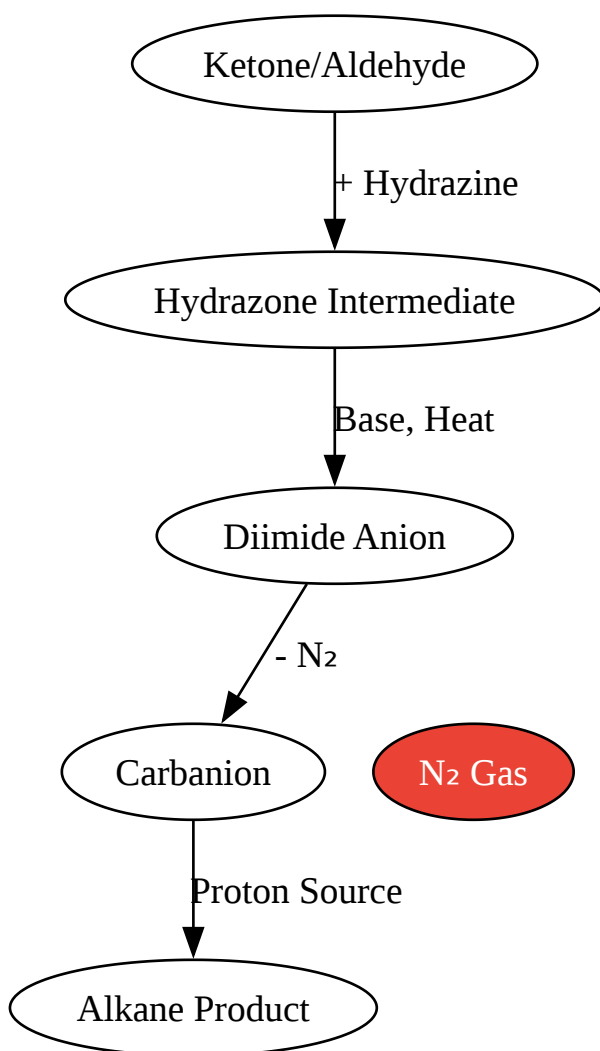 Ketone/Aldehyde
+ Hydrazine
Hydrazone Intermediate
Base, Heat
Diimide Anion
- N₂
Carbanion
N₂ Gas
Proton Source
Alkane Product